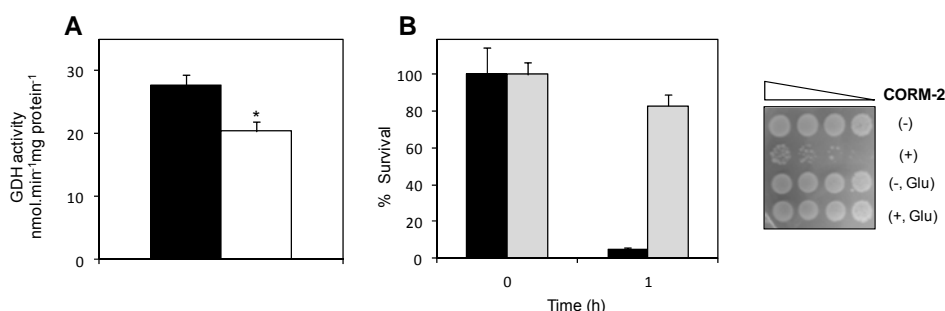 A
GDH activity
nmol.min⁻¹mg protein⁻¹
30
20
10
0
*
B
% Survival
100
80
60
40
20
0
0
1
Time (h)
CORM-2
(-)
(+)
(-, Glu)
(+, Glu)